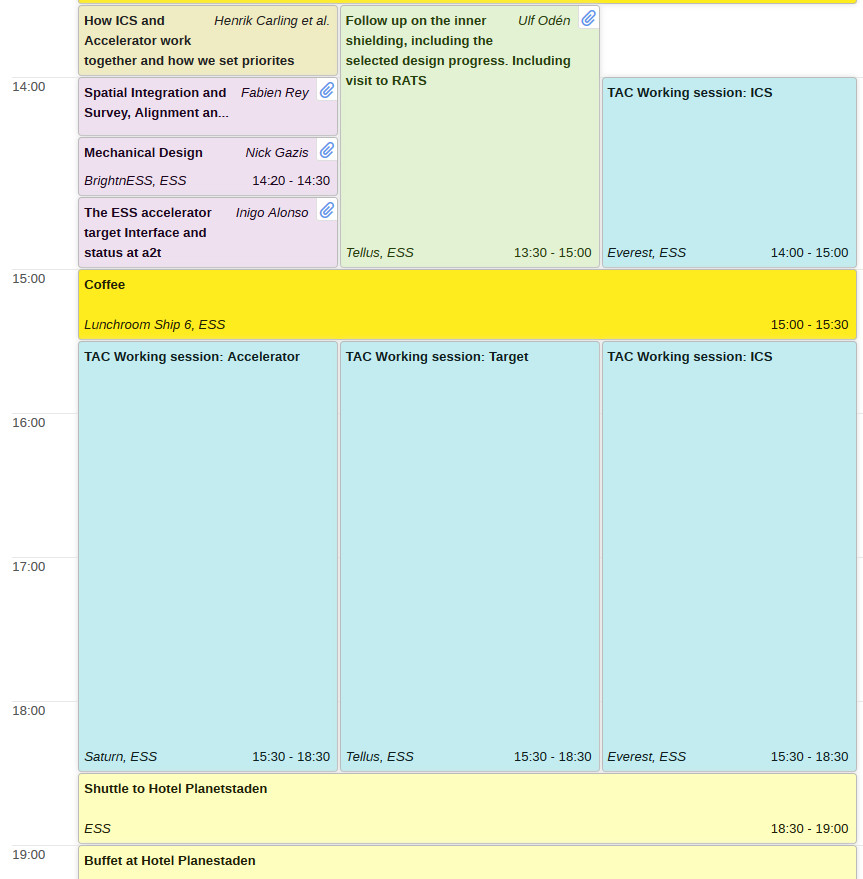 How ICS and Henrik Carling et al.
Accelerator work
together and how we set priorites
Follow up on the inner Ulf Odén
shielding, including the
selected design progress. Including
visit to RATS
Tellus, ESS 13:30 - 15:00
14:00
Spatial Integration and Fabien Rey
Survey, Alignment an...
TAC Working session: ICS
Everest, ESS 14:00 - 15:00
Mechanical Design Nick Gazis
BrightnESS, ESS 14:20 - 14:30
The ESS accelerator Inigo Alonso
target Interface and
status at a2t
15:00
Coffee
Lunchroom Ship 6, ESS 15:00 - 15:30
TAC Working session: Accelerator
Saturn, ESS 15:30 - 18:30
TAC Working session: Target
Tellus, ESS 15:30 - 18:30
TAC Working session: ICS
Everest, ESS 15:30 - 18:30
16:00
17:00
18:00
Shuttle to Hotel Planetstaden
ESS 18:30 - 19:00
19:00
Buffet at Hotel Planestaden